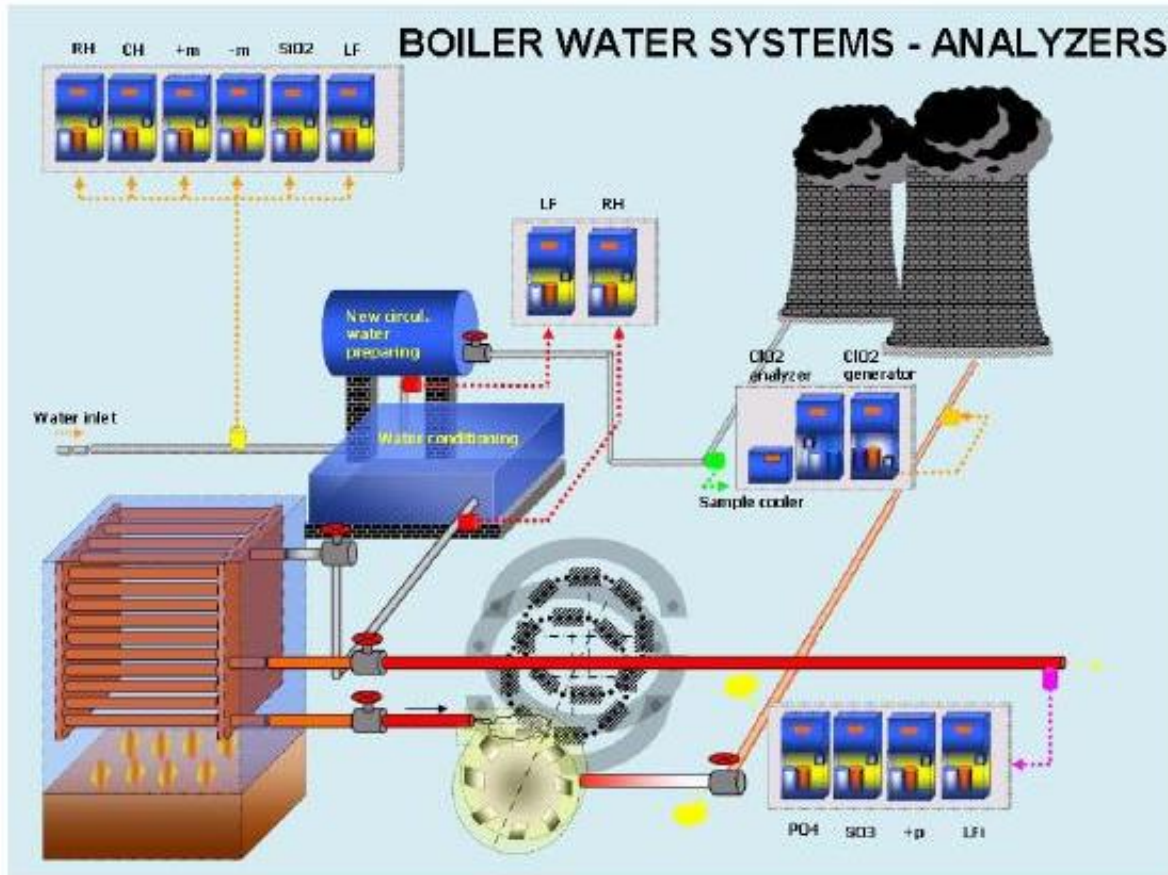 BOILER WATER SYSTEMS - ANALYZERS
RH CH +m -m SIO2 LF
LF RH
New circul.
water
preparing
ClO2
analyzer
ClO2
generator
Water inlet
Water conditioning
Sample cooler
PO4 SO3 +p LFi